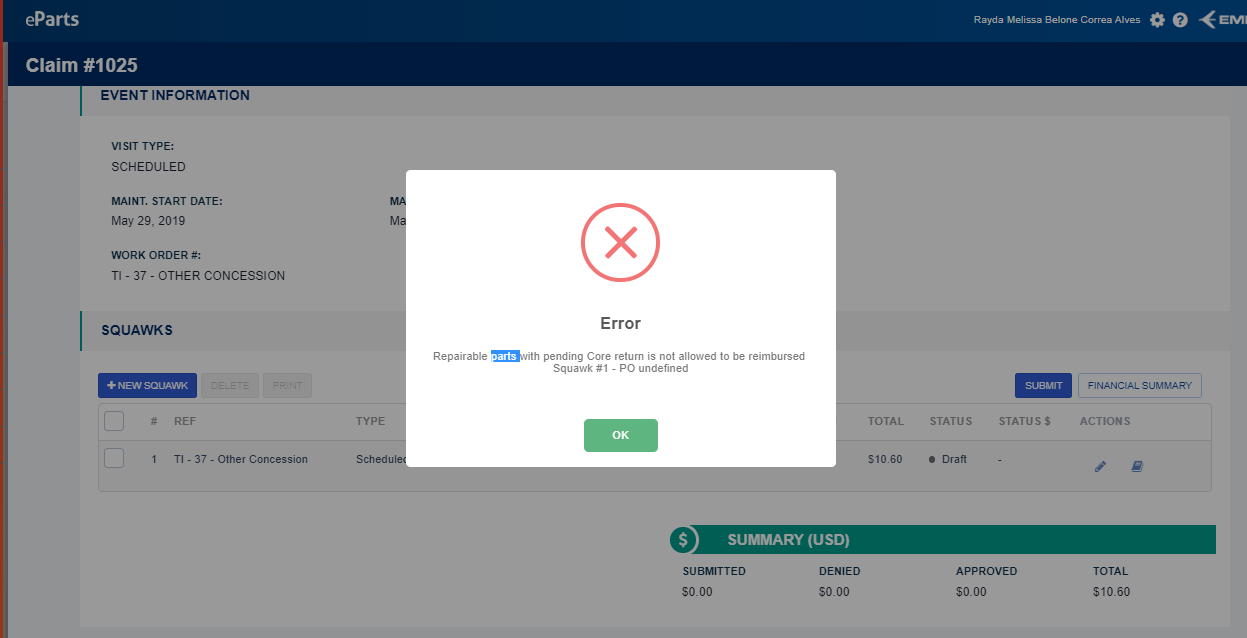 eParts
Rayda Melissa Belone Correa Alves
Claim #1025
EVENT INFORMATION
VISIT TYPE:
SCHEDULED
MAINT. START DATE:
May 29, 2019
WORK ORDER #:
TI - 37 - OTHER CONCESSION
SQUAWKS
Error
Repairable parts with pending Core return is not allowed to be reimbursed
Squawk #1 - PO undefined
OK
+ NEW SQUAWK DELETE PRINT SUBMIT FINANCIAL SUMMARY
# REF TYPE TOTAL STATUS STATUS $ ACTIONS
1 TI - 37 - Other Concession Scheduled $10.60 Draft -
$ SUMMARY (USD)
SUBMITTED DENIED APPROVED TOTAL
$0.00 $0.00 $0.00 $10.60